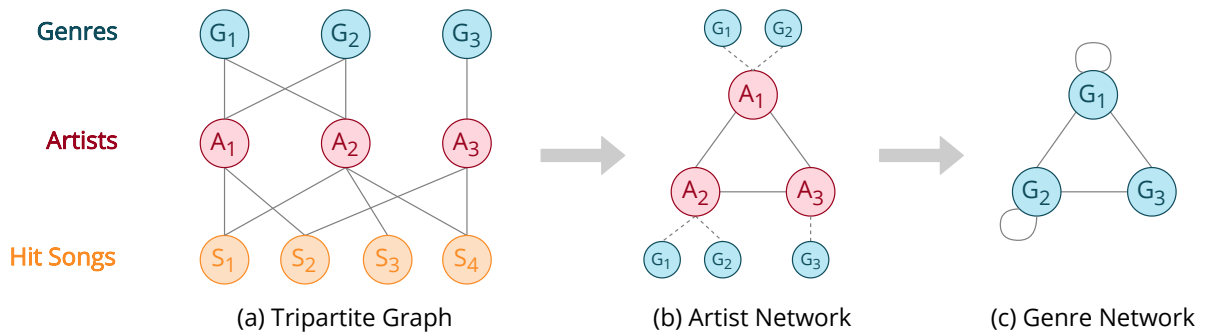 Genres
G1 G2 G3
Artists
A1 A2 A3
Hit Songs
S1 S2 S3 S4
(a) Tripartite Graph
G1 G2
A1
A2 A3
G1 G2 G3
(b) Artist Network
G1
G2 G3
(c) Genre Network